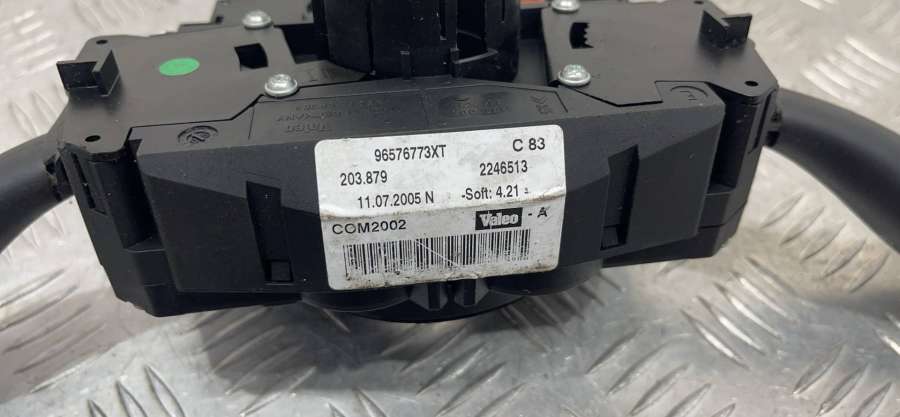 96576773XT C 83
203.879 2246513
11.07.2005 N -Soft: 4.21
COM2002 Valeo - A